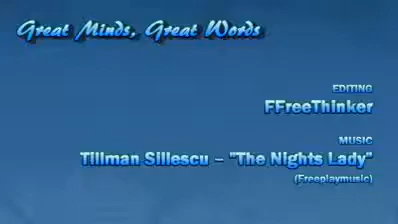 Great Minds, Great Words
EDITING
FFreeThinker
MUSIC
Tillman Sillescu – "The Nights Lady"
(Freeplaymusic)